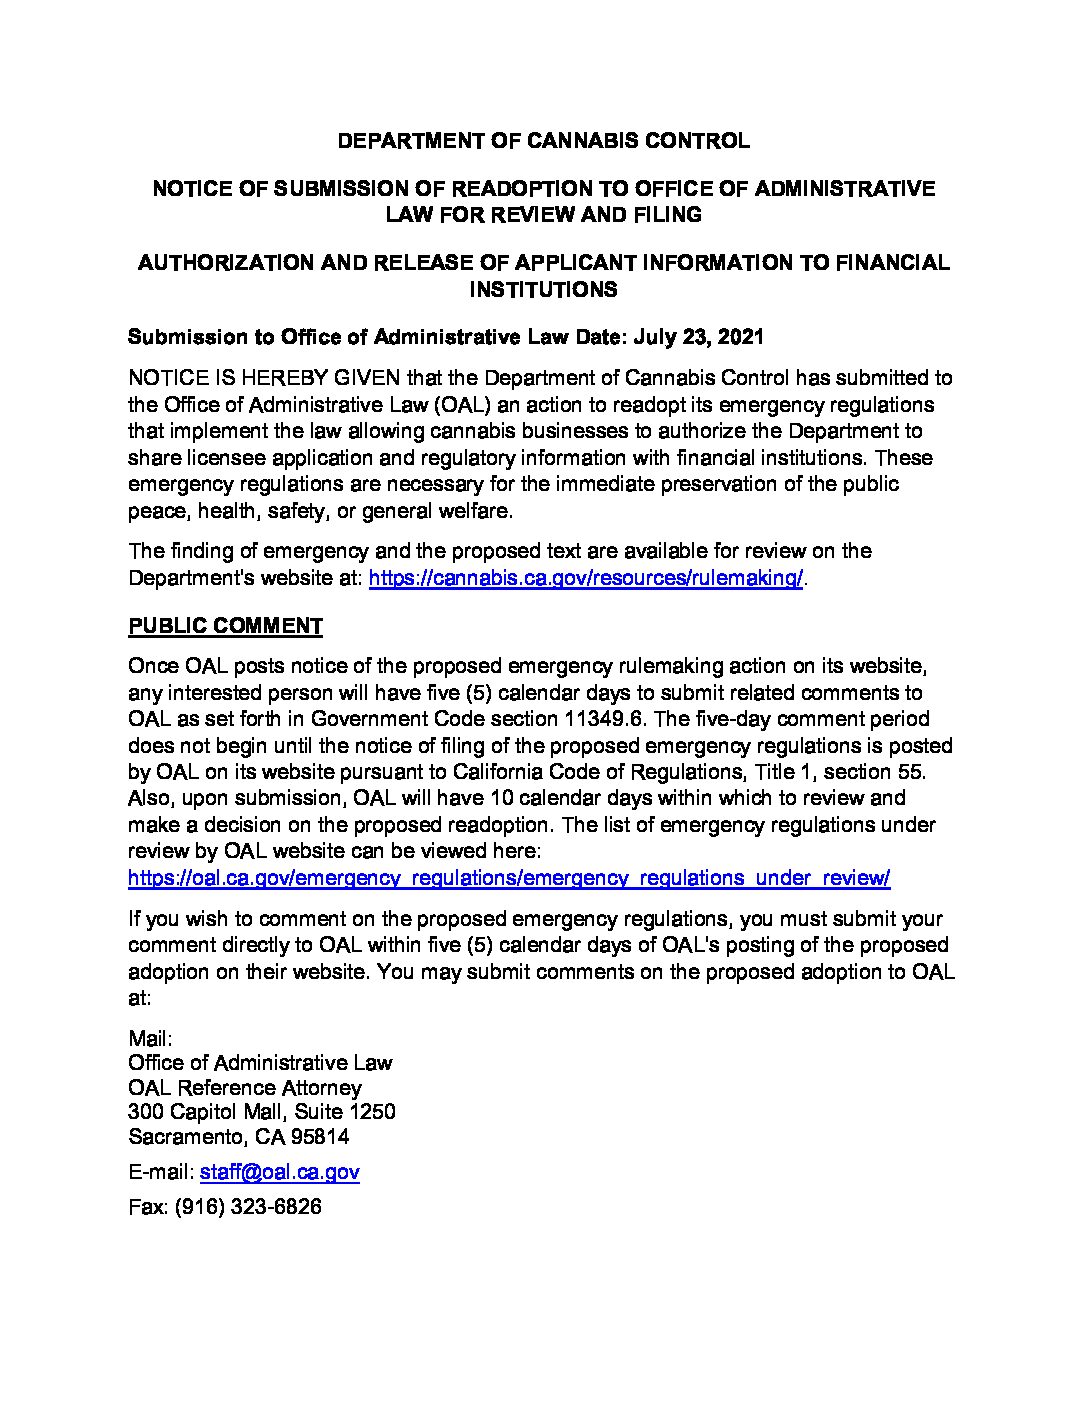 DEPARTMENT OF CANNABIS CONTROL
NOTICE OF SUBMISSION OF READOPTION TO OFFICE OF ADMINISTRATIVE
LAW FOR REVIEW AND FILING
AUTHORIZATION AND RELEASE OF APPLICANT INFORMATION TO FINANCIAL
INSTITUTIONS
Submission to Office of Administrative Law Date: July 23, 2021
NOTICE IS HEREBY GIVEN that the Department of Cannabis Control has submitted to
the Office of Administrative Law (OAL) an action to readopt its emergency regulations
that implement the law allowing cannabis businesses to authorize the Department to
share licensee application and regulatory information with financial institutions. These
emergency regulations are necessary for the immediate preservation of the public
peace, health, safety, or general welfare.
The finding of emergency and the proposed text are available for review on the
Department's website at: https://cannabis.ca.gov/resources/rulemaking/.
PUBLIC COMMENT
Once OAL posts notice of the proposed emergency rulemaking action on its website,
any interested person will have five (5) calendar days to submit related comments to
OAL as set forth in Government Code section 11349.6. The five-day comment period
does not begin until the notice of filing of the proposed emergency regulations is posted
by OAL on its website pursuant to California Code of Regulations, Title 1, section 55.
Also, upon submission, OAL will have 10 calendar days within which to review and
make a decision on the proposed readoption. The list of emergency regulations under
review by OAL website can be viewed here:
https://oal.ca.gov/emergency_regulations/emergency_regulations_under_review/
If you wish to comment on the proposed emergency regulations, you must submit your
comment directly to OAL within five (5) calendar days of OAL's posting of the proposed
adoption on their website. You may submit comments on the proposed adoption to OAL
at:
Mail:
Office of Administrative Law
OAL Reference Attorney
300 Capitol Mall, Suite 1250
Sacramento, CA 95814
E-mail: staff@oal.ca.gov
Fax: (916) 323-6826